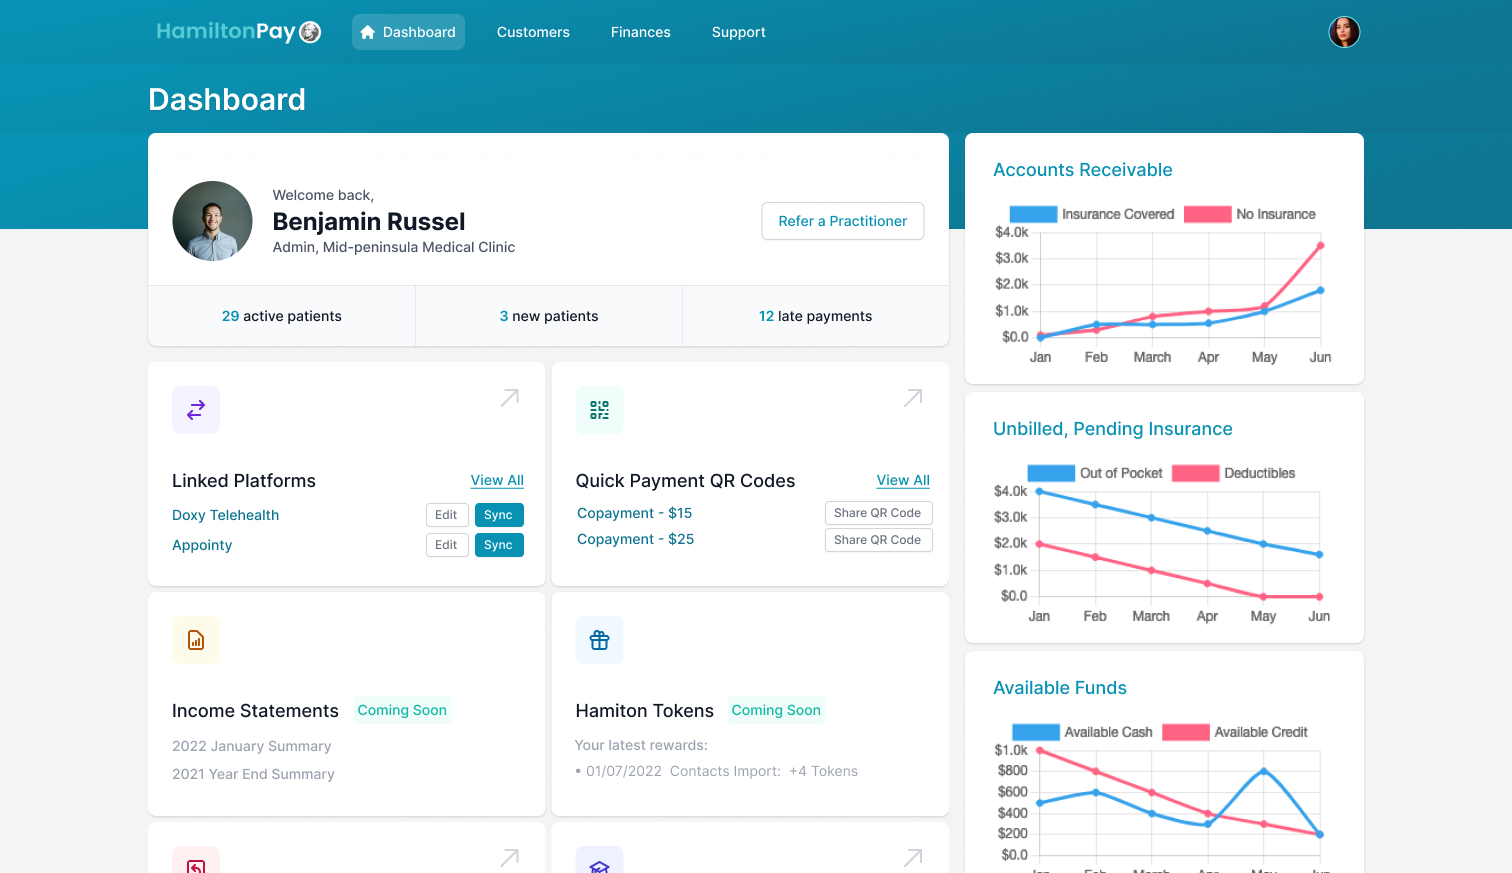 HamiltonPay
Dashboard
Customers
Finances
Support
Dashboard
Welcome back,
Benjamin Russel
Admin, Mid-peninsula Medical Clinic
Refer a Practitioner
29 active patients
3 new patients
12 late payments
Linked Platforms
View All
Doxy Telehealth
Edit
Sync
Appointy
Edit
Sync
Quick Payment QR Codes
View All
Copayment - $15
Share QR Code
Copayment - $25
Share QR Code
Income Statements
Coming Soon
2022 January Summary
2021 Year End Summary
Hamiton Tokens
Coming Soon
Your latest rewards:
• 01/07/2022 Contacts Import: +4 Tokens
Accounts Receivable
Insurance Covered
No Insurance
$4.0k
$3.0k
$2.0k
$1.0k
$0.0
Jan Feb March Apr May Jun
Unbilled, Pending Insurance
Out of Pocket
Deductibles
$4.0k
$3.0k
$2.0k
$1.0k
$0.0
Jan Feb March Apr May Jun
Available Funds
Available Cash
Available Credit
$1.0k
$800
$600
$400
$200
$0.0
Jan Feb March Apr May Jun